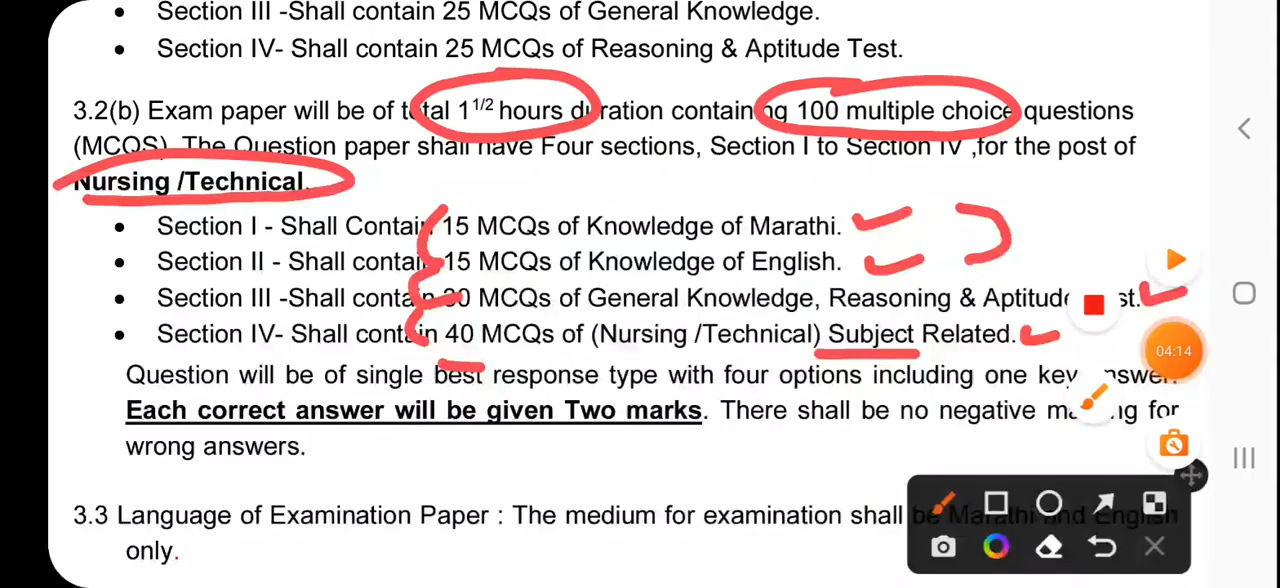 • Section III -Shall contain 25 MCQs of General Knowledge.
• Section IV- Shall contain 25 MCQs of Reasoning & Aptitude Test.
3.2(b) Exam paper will be of total 1 1/2 hours duration containing 100 multiple choice questions
(MCQS). The Question paper shall have Four sections, Section I to Section IV ,for the post of
Nursing /Technical.
• Section I - Shall Contain 15 MCQs of Knowledge of Marathi.
• Section II - Shall contain 15 MCQs of Knowledge of English.
• Section III -Shall contain 30 MCQs of General Knowledge, Reasoning & Aptitude st.
• Section IV- Shall contain 40 MCQs of (Nursing /Technical) Subject Related.
Question will be of single best response type with four options including one key answer.
Each correct answer will be given Two marks. There shall be no negative marking for
wrong answers.
3.3 Language of Examination Paper : The medium for examination shall be Marathi and English
only.
04:14